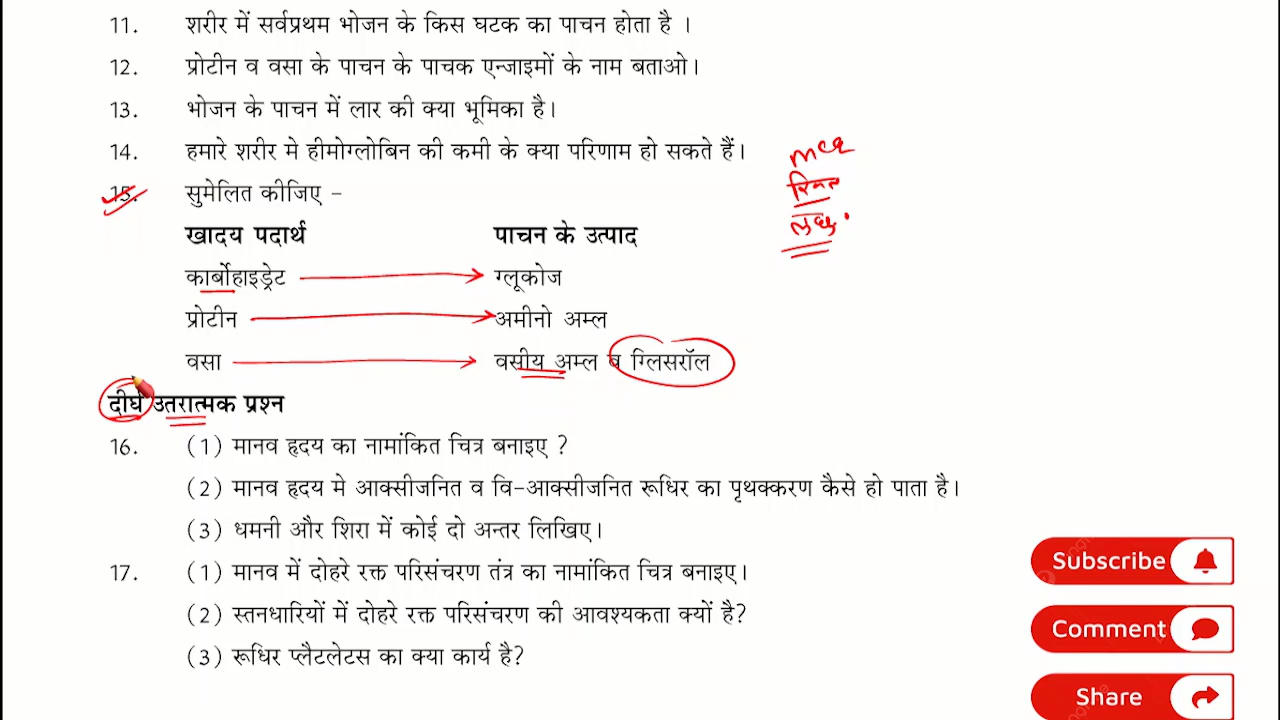 11. शरीर में सर्वप्रथम भोजन के किस घटक का पाचन होता है ।
12. प्रोटीन व वसा के पाचन के पाचक एन्जाइमों के नाम बताओ।
13. भोजन के पाचन में लार की क्या भूमिका है।
14. हमारे शरीर मे हीमोग्लोबिन की कमी के क्या परिणाम हो सकते हैं।
mcq
रिक्त
लघु
15. सुमेलित कीजिए –
खादय पदार्थ पाचन के उत्पाद
कार्बोहाइड्रेट ग्लूकोज
प्रोटीन अमीनो अम्ल
वसा वसीय अम्ल व ग्लिसरॉल
दीर्घ उतरात्मक प्रश्न
16. (1) मानव हृदय का नामांकित चित्र बनाइए ?
(2) मानव हृदय मे आक्सीजनित व वि-आक्सीजनित रूधिर का पृथक्करण कैसे हो पाता है।
(3) धमनी और शिरा में कोई दो अन्तर लिखिए।
17. (1) मानव में दोहरे रक्त परिसंचरण तंत्र का नामांकित चित्र बनाइए।
(2) स्तनधारियों में दोहरे रक्त परिसंचरण की आवश्यकता क्यों है?
(3) रूधिर प्लैटलेटस का क्या कार्य है?
Subscribe
Comment
Share